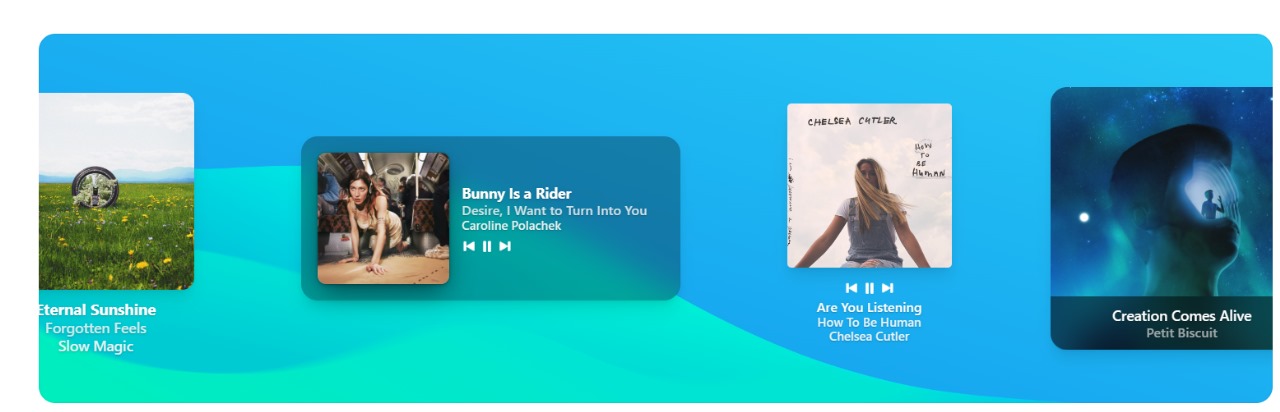 Eternal Sunshine
Forgotten Feels
Slow Magic
Bunny Is a Rider
Desire, I Want to Turn Into You
Caroline Polachek
CHELSEA CUTLER
HOW
TO
BE
HUMAN
Are You Listening
How To Be Human
Chelsea Cutler
Creation Comes Alive
Petit Biscuit